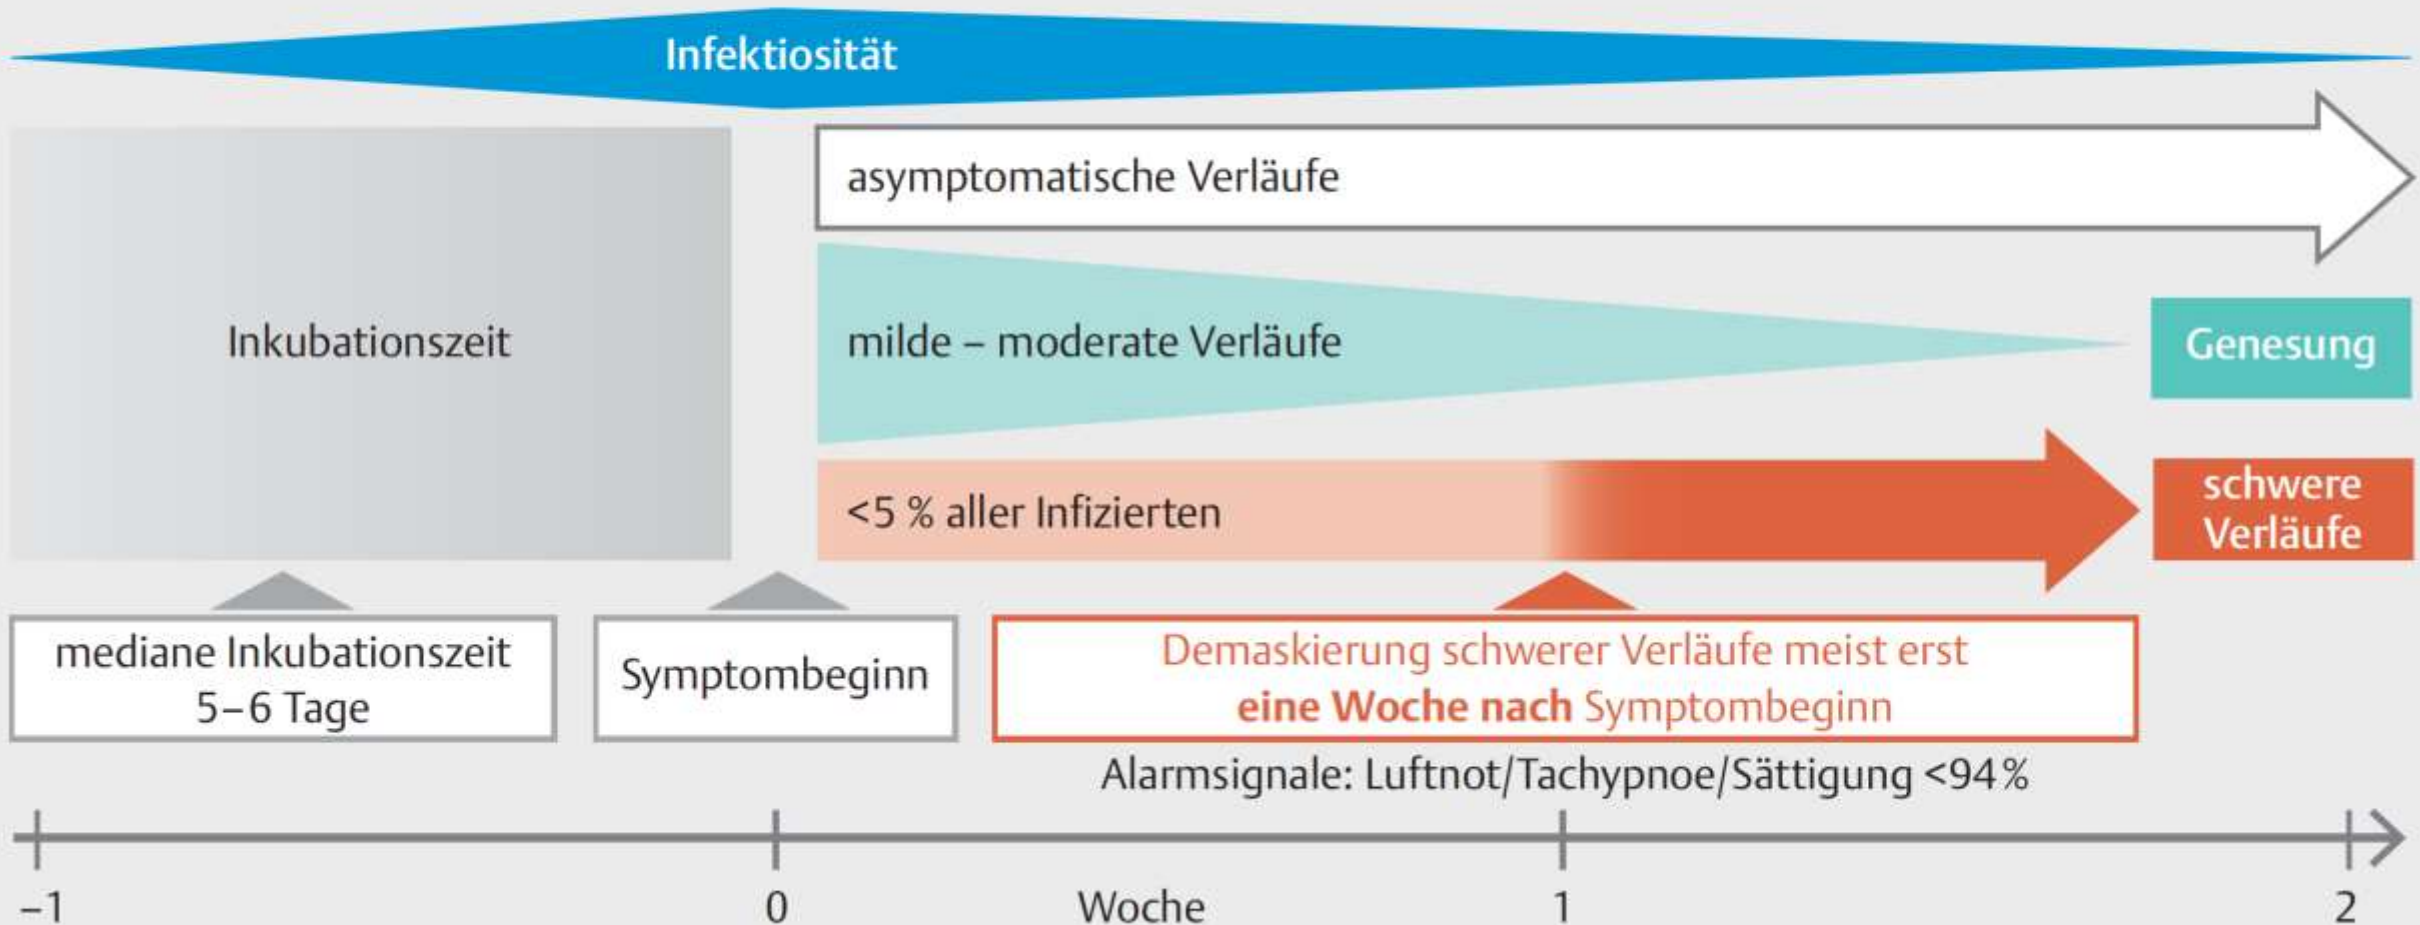 Infektiosität
asymptomatische Verläufe
Inkubationszeit
milde – moderate Verläufe
Genesung
<5 % aller Infizierten
schwere
Verläufe
mediane Inkubationszeit
5–6 Tage
Symptombeginn
Demaskierung schwerer Verläufe meist erst
eine Woche nach Symptombeginn
Alarmsignale: Luftnot/Tachypnoe/Sättigung <94 %
–1 0 Woche 1 2